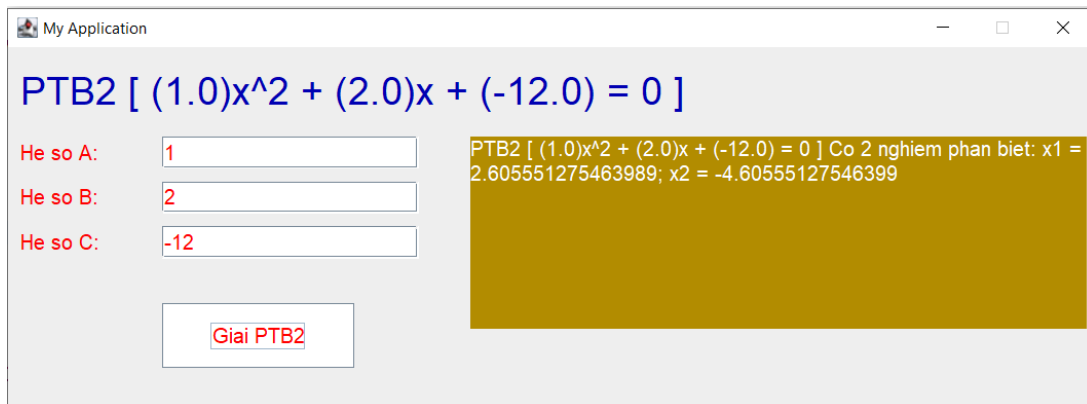 My Application
PTB2 [ (1.0)x^2 + (2.0)x + (-12.0) = 0 ]
He so A:
1
He so B:
2
He so C:
-12
Giai PTB2
PTB2 [ (1.0)x^2 + (2.0)x + (-12.0) = 0 ] Co 2 nghiem phan biet: x1 =
2.605551275463989; x2 = -4.60555127546399